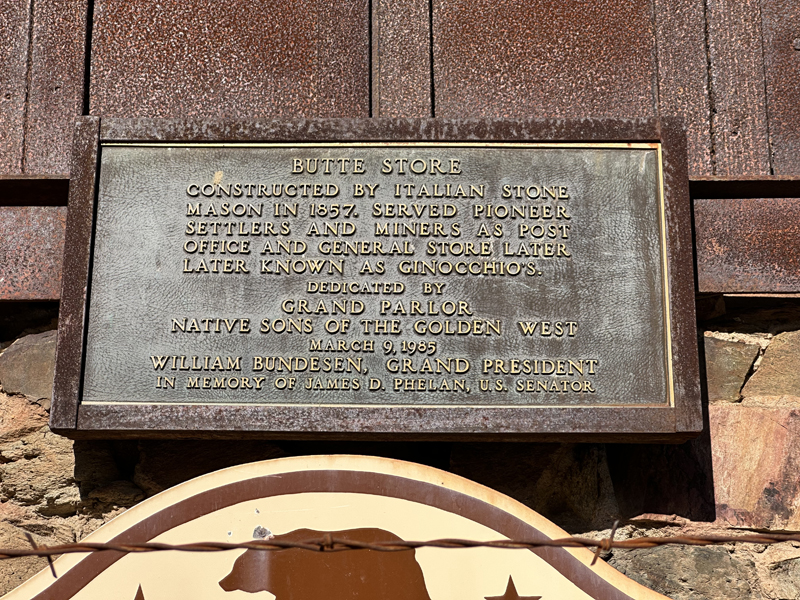 BUTTE STORE
CONSTRUCTED BY ITALIAN STONE
MASON IN 1857. SERVED PIONEER
SETTLERS AND MINERS AS POST
OFFICE AND GENERAL STORE LATER
LATER KNOWN AS GINOCCHIO'S.
DEDICATED BY
GRAND PARLOR
NATIVE SONS OF THE GOLDEN WEST
MARCH 9, 1985
WILLIAM BUNDESEN, GRAND PRESIDENT
IN MEMORY OF JAMES D. PHELAN, U.S. SENATOR